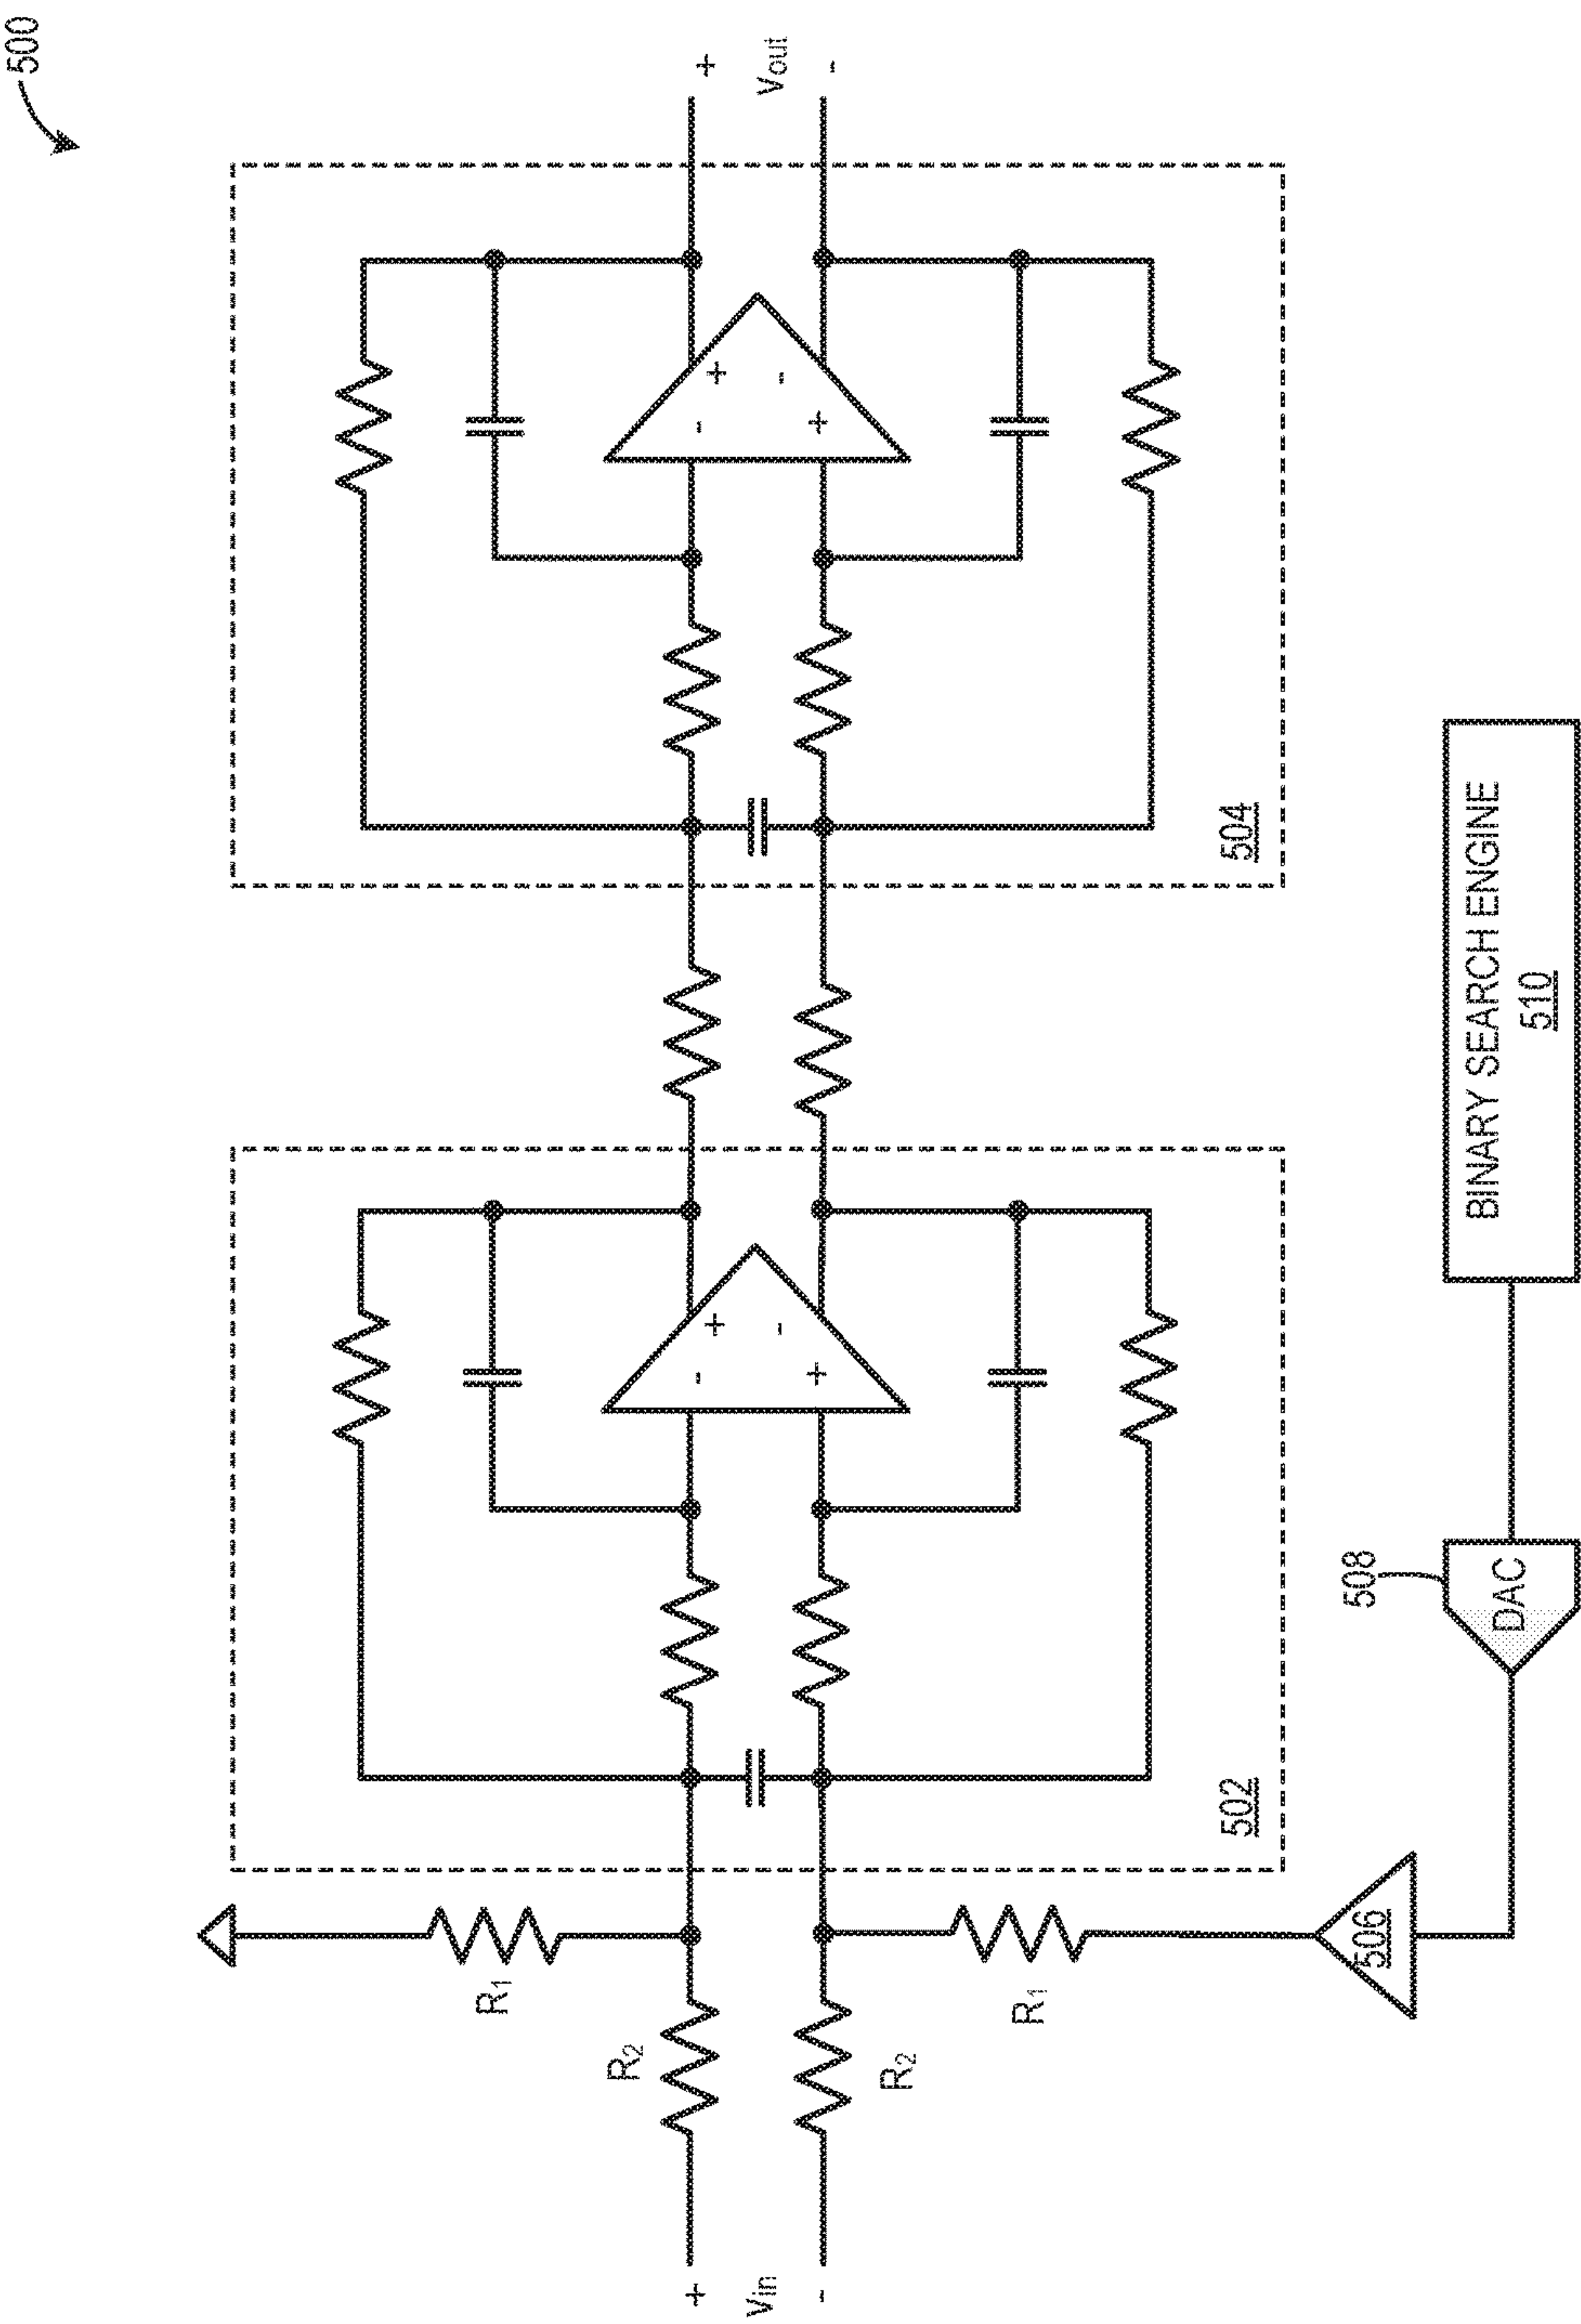 500
+
Vout
-
+
-
-
+
504
BINARY SEARCH ENGINE
510
+
-
-
+
502
508
DAC
506
R1
R1
R2
R2
+
Vin
-